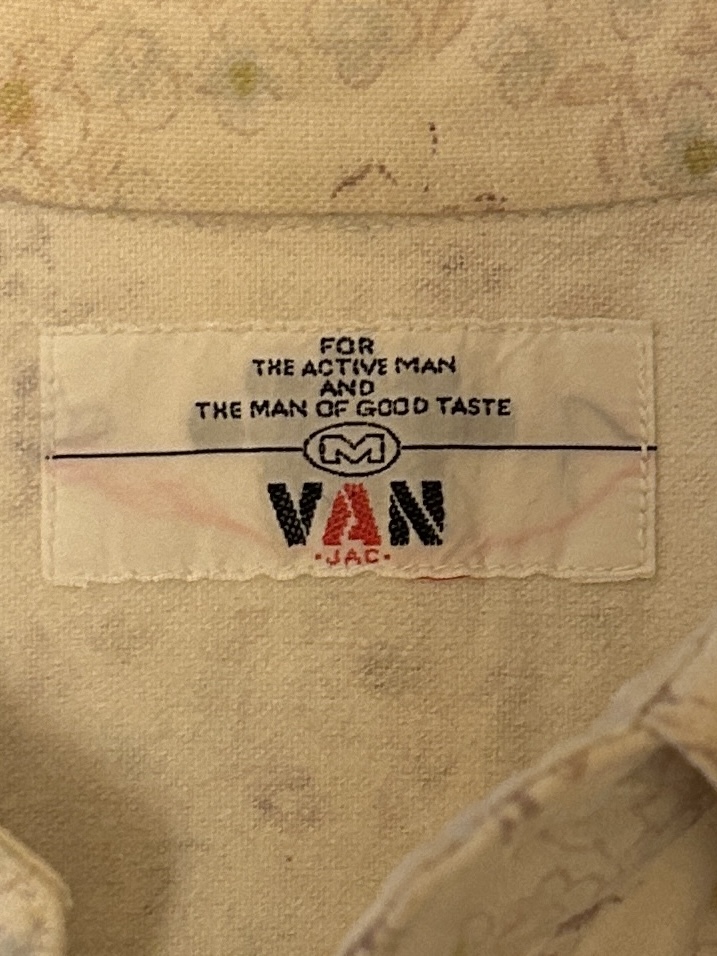 FOR
THE ACTIVE MAN
AND
THE MAN OF GOOD TASTE
M
VAN
·JAC·